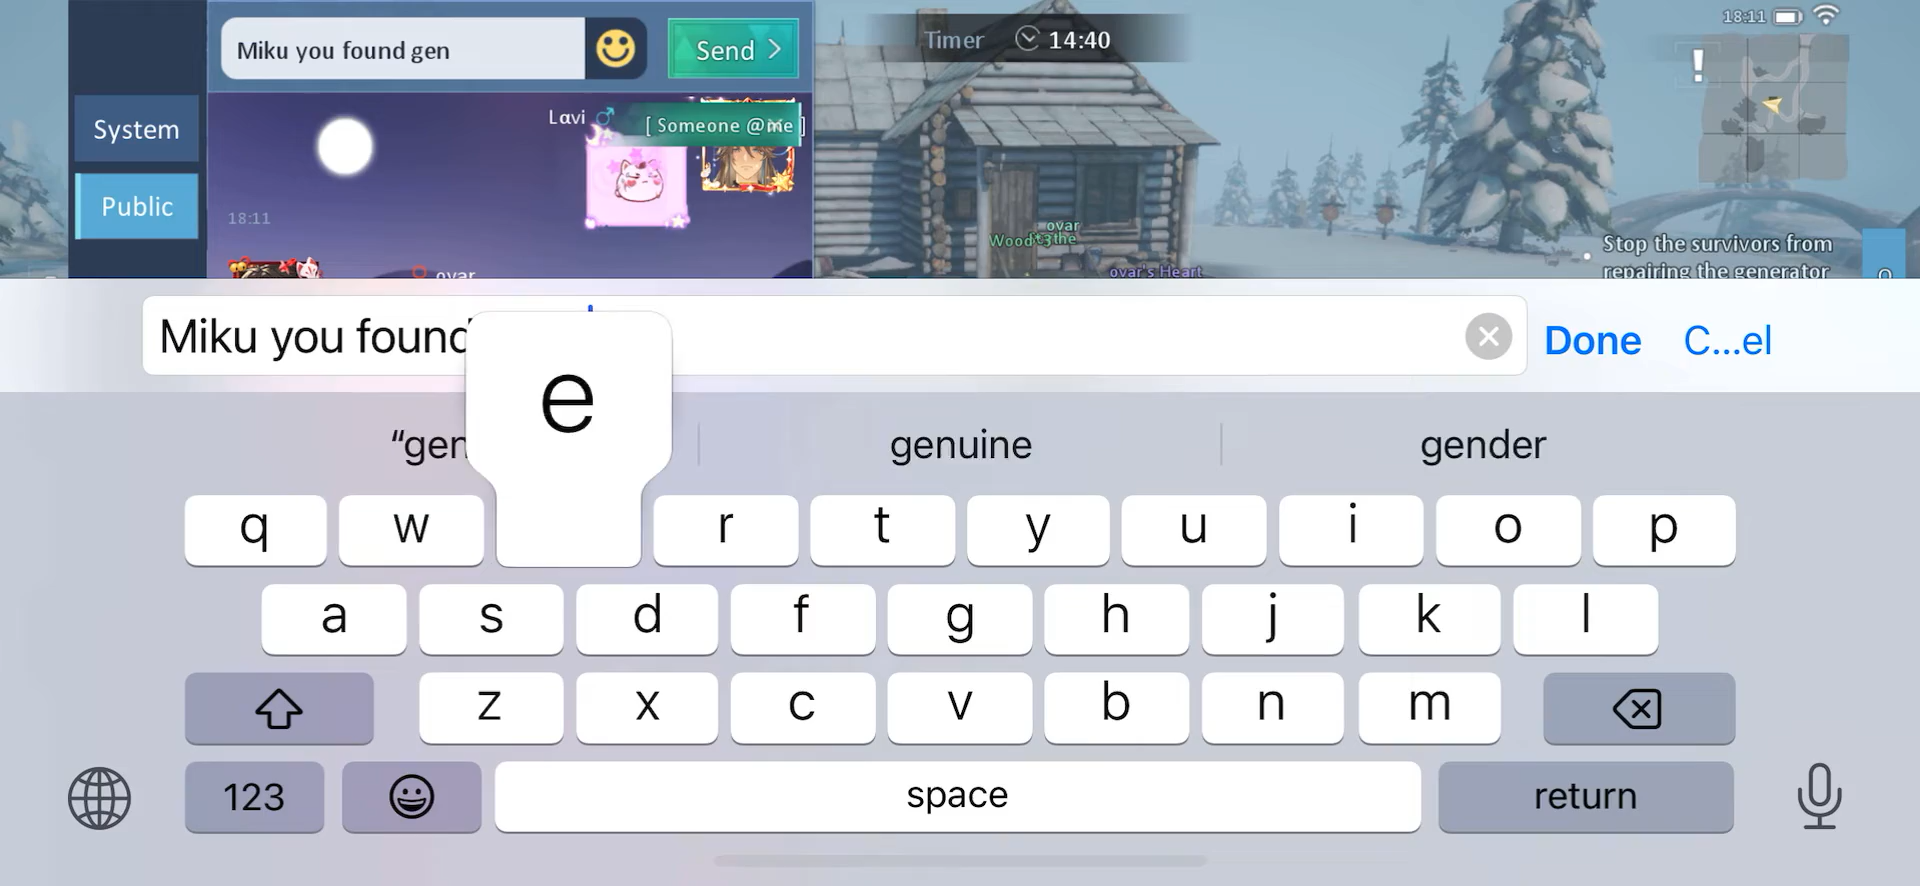 Miku you found gen
Send >
Timer 14:40
18:11
System
Public
Lαvi ♂
[ Someone @me ]
18:11
ovar
ovar
Wood
ovar's Heart
!
Stop the survivors from
repairing the generator
Miku you found
Done
C...el
e
“gen
genuine
gender
q w r t y u i o p
a s d f g h j k l
z x c v b n m
123
space
return